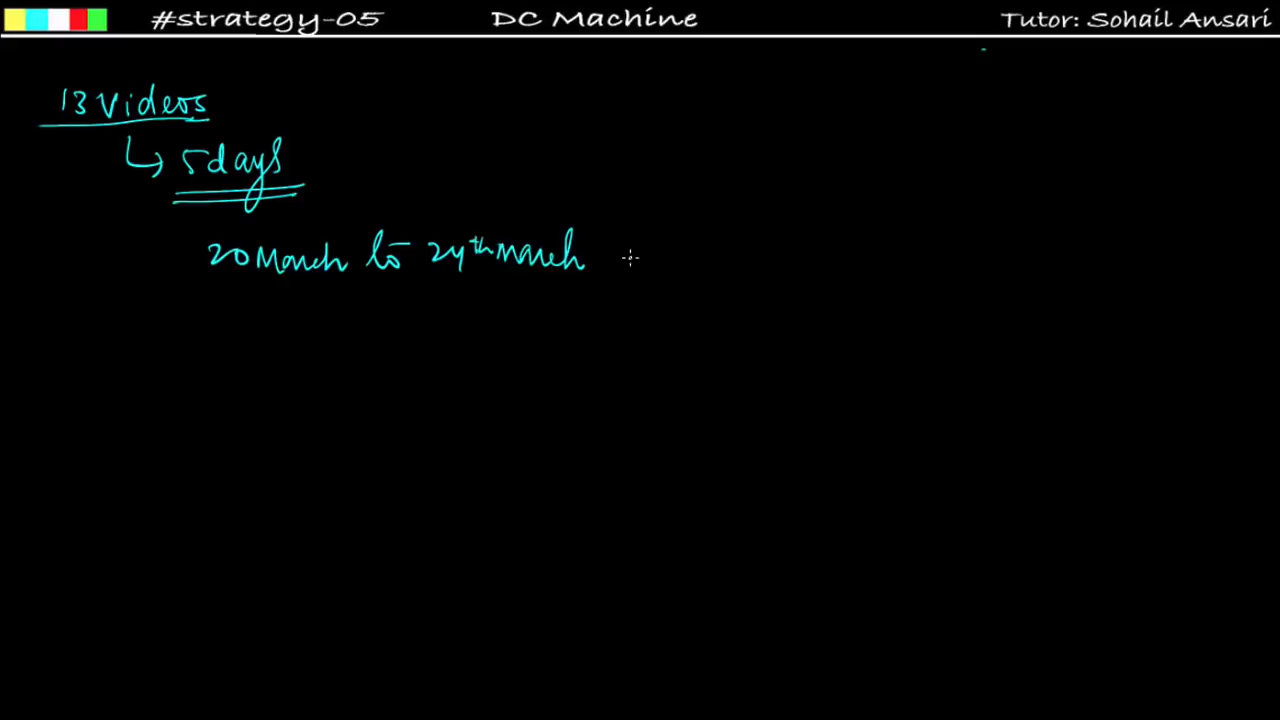 #strategy-05 DC Machine Tutor: Sohail Ansari
13 Videos
↳ 5 days
20 March to 24th March